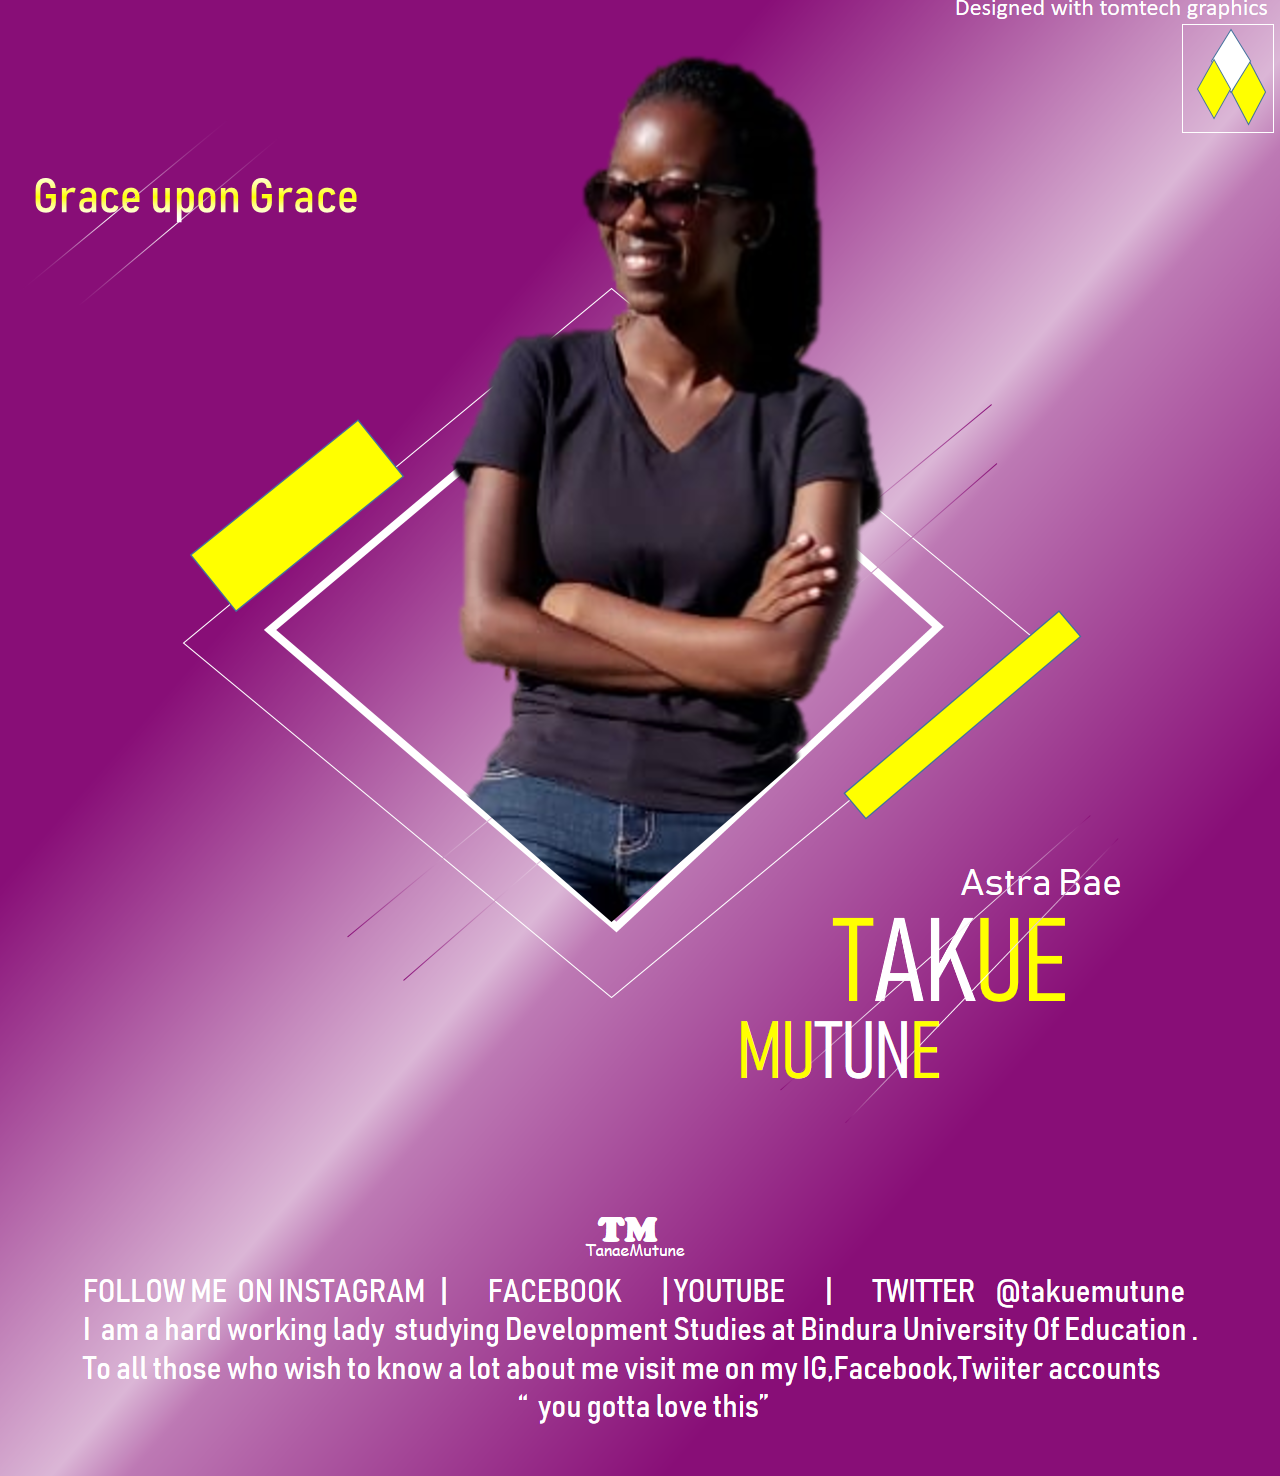 Designed with tomtech graphics
Grace upon Grace
Astra Bae
TAKUE
MUTUNE
TM
TanaeMutune
FOLLOW ME ON INSTAGRAM | FACEBOOK | YOUTUBE | TWITTER @takuemutune
I am a hard working lady studying Development Studies at Bindura University Of Education .
To all those who wish to know a lot about me visit me on my IG,Facebook,Twiiter accounts
“ you gotta love this”